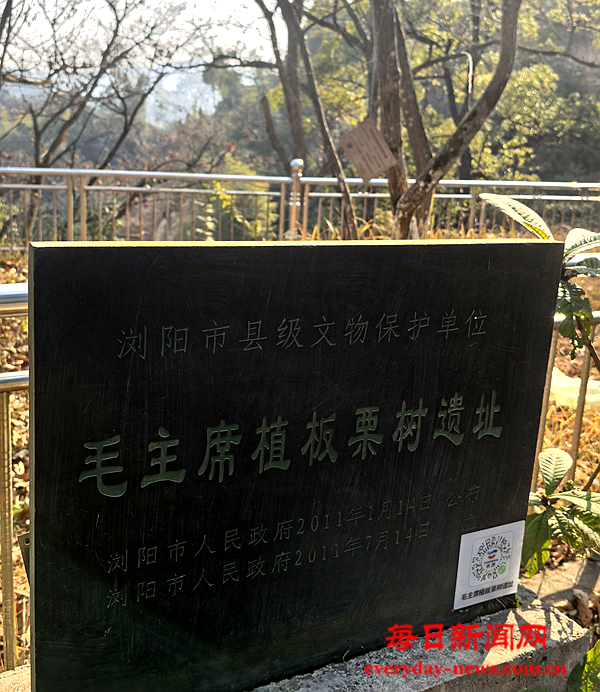 浏阳市县级文物保护单位
毛主席植板栗树遗址
浏阳市人民政府2011年1月14日 公布
浏阳市人民政府2011年7月14日
毛主席植板栗树遗址
每日新闻网
everyday-news.com.cn